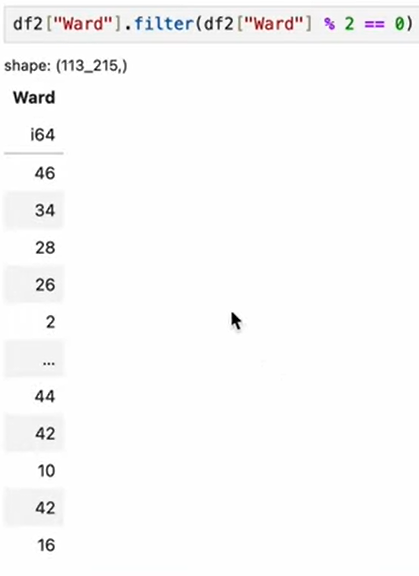 df2["Ward"].filter(df2["Ward"] % 2 == 0)
shape: (113_215,)
Ward
i64
46
34
28
26
2
...
44
42
10
42
16